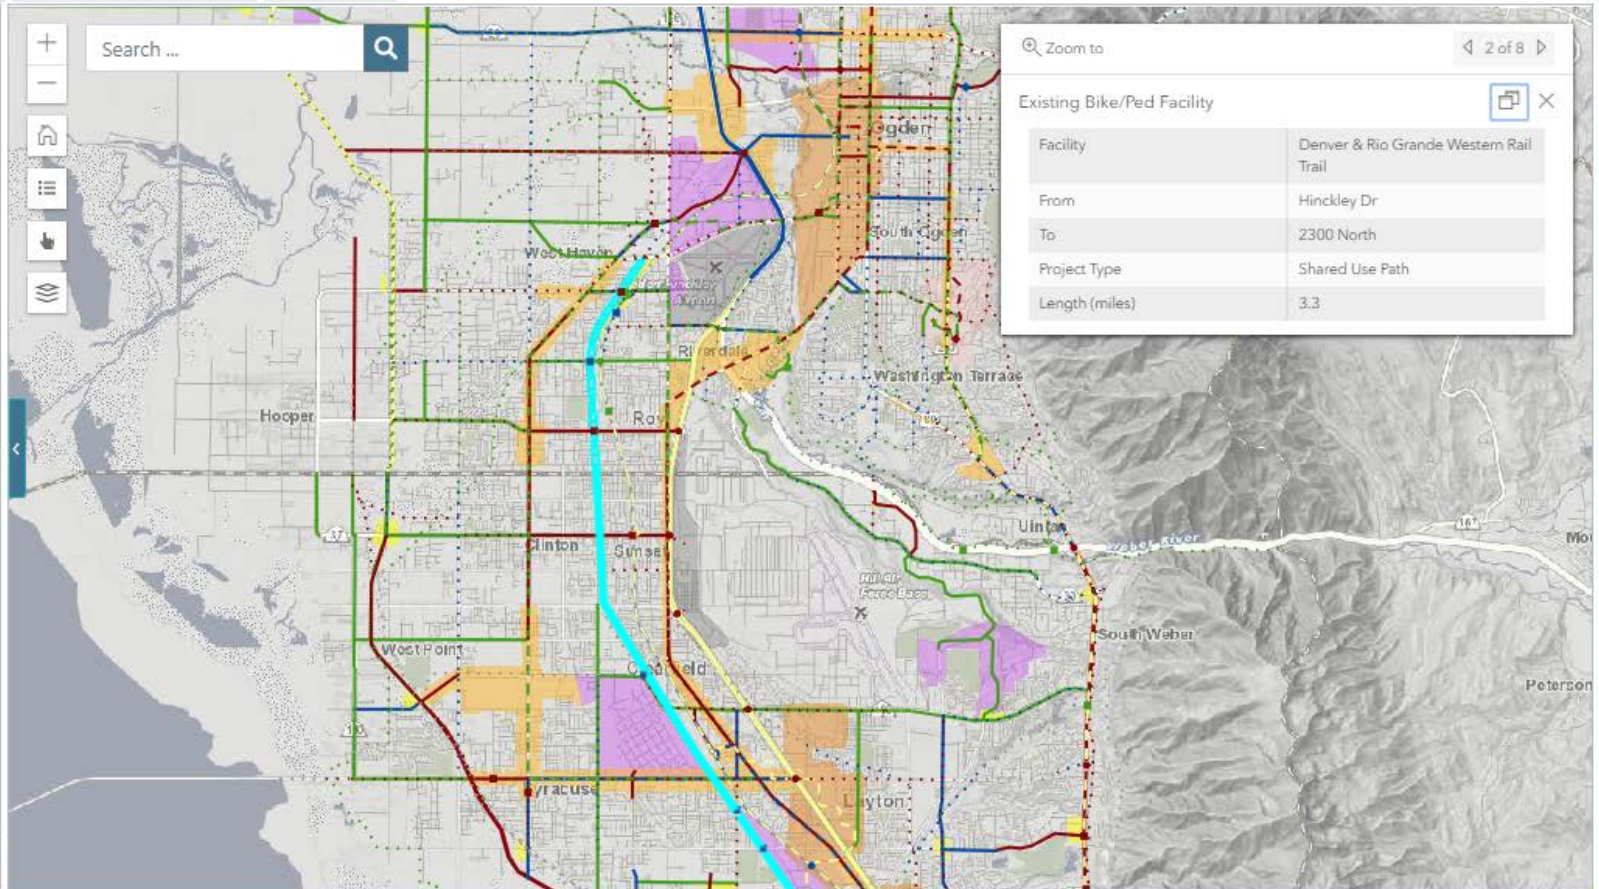 +
Search ...
−
Zoom to
2 of 8
Existing Bike/Ped Facility
Facility
Denver & Rio Grande Western Rail
Trail
From
Hinckley Dr
To
2300 North
Project Type
Shared Use Path
Length (miles)
3.3
Ogden
South Ogden
West Haven
Airport
Riverdale
Washington Terrace
Hooper
Roy
Uintah
167
37
Clinton
Sunset
Weber River
Hill Air
Force Base
South Weber
West Point
Clearfield
Peterson
Syracuse
Layton